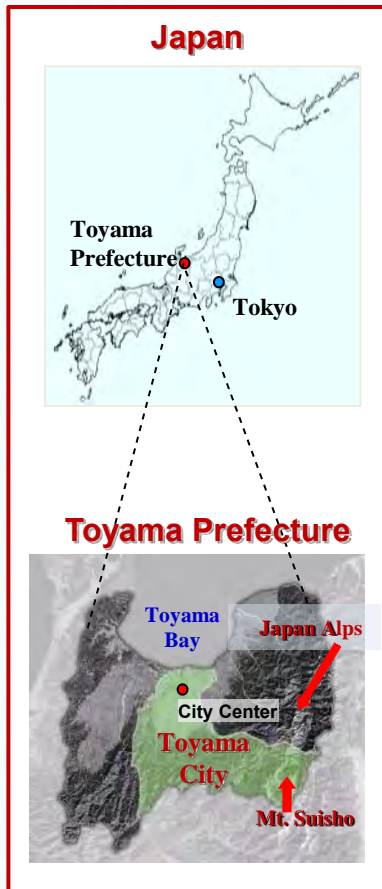 Japan
Toyama
Prefecture
Tokyo
Toyama Prefecture
Toyama
Bay
Japan Alps
City Center
Toyama
City
Mt. Suisho